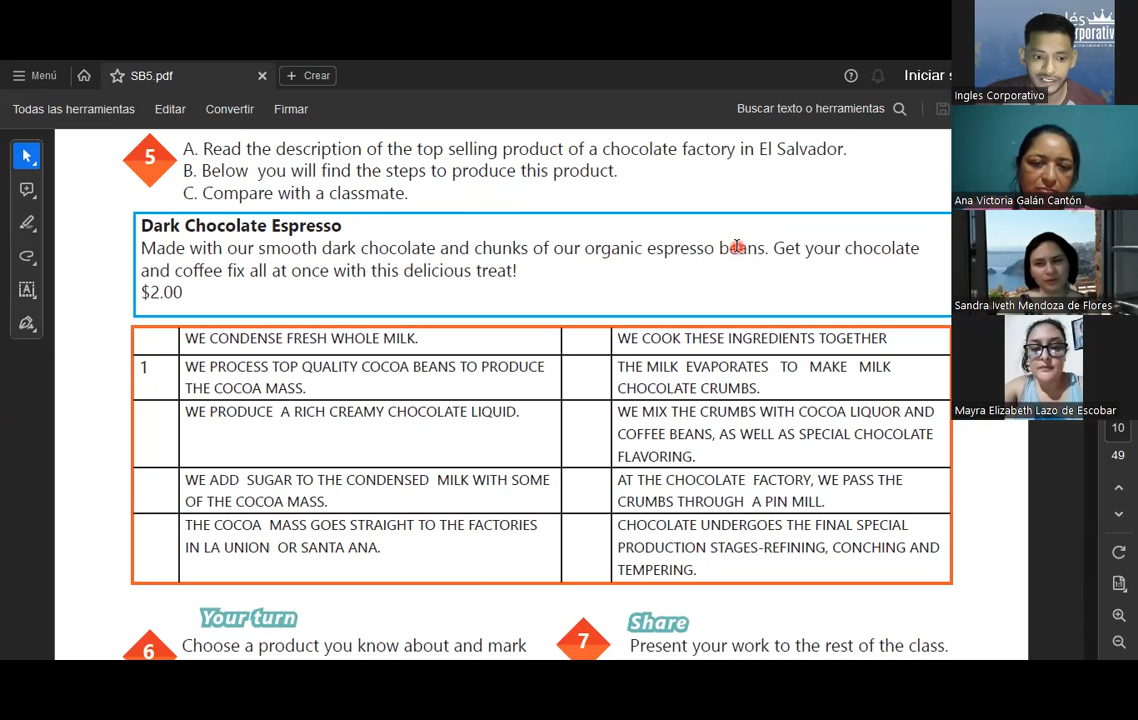 Menú
SB5.pdf
Crear
Iniciar s
Todas las herramientas
Editar
Convertir
Firmar
Buscar texto o herramientas
5
A. Read the description of the top selling product of a chocolate factory in El Salvador.
B. Below you will find the steps to produce this product.
C. Compare with a classmate.
Dark Chocolate Espresso
Made with our smooth dark chocolate and chunks of our organic espresso beans. Get your chocolate
and coffee fix all at once with this delicious treat!
$2.00
WE CONDENSE FRESH WHOLE MILK.
WE COOK THESE INGREDIENTS TOGETHER
1
WE PROCESS TOP QUALITY COCOA BEANS TO PRODUCE
THE COCOA MASS.
THE MILK EVAPORATES TO MAKE MILK
CHOCOLATE CRUMBS.
WE PRODUCE A RICH CREAMY CHOCOLATE LIQUID.
WE MIX THE CRUMBS WITH COCOA LIQUOR AND
COFFEE BEANS, AS WELL AS SPECIAL CHOCOLATE
FLAVORING.
WE ADD SUGAR TO THE CONDENSED MILK WITH SOME
OF THE COCOA MASS.
AT THE CHOCOLATE FACTORY, WE PASS THE
CRUMBS THROUGH A PIN MILL.
THE COCOA MASS GOES STRAIGHT TO THE FACTORIES
IN LA UNION OR SANTA ANA.
CHOCOLATE UNDERGOES THE FINAL SPECIAL
PRODUCTION STAGES-REFINING, CONCHING AND
TEMPERING.
Your turn
6
Choose a product you know about and mark
Share
7
Present your work to the rest of the class.
10
49
Ingles Corporativo
Ana Victoria Galán Cantón
Sandra Iveth Mendoza de Flores
Mayra Elizabeth Lazo de Escobar